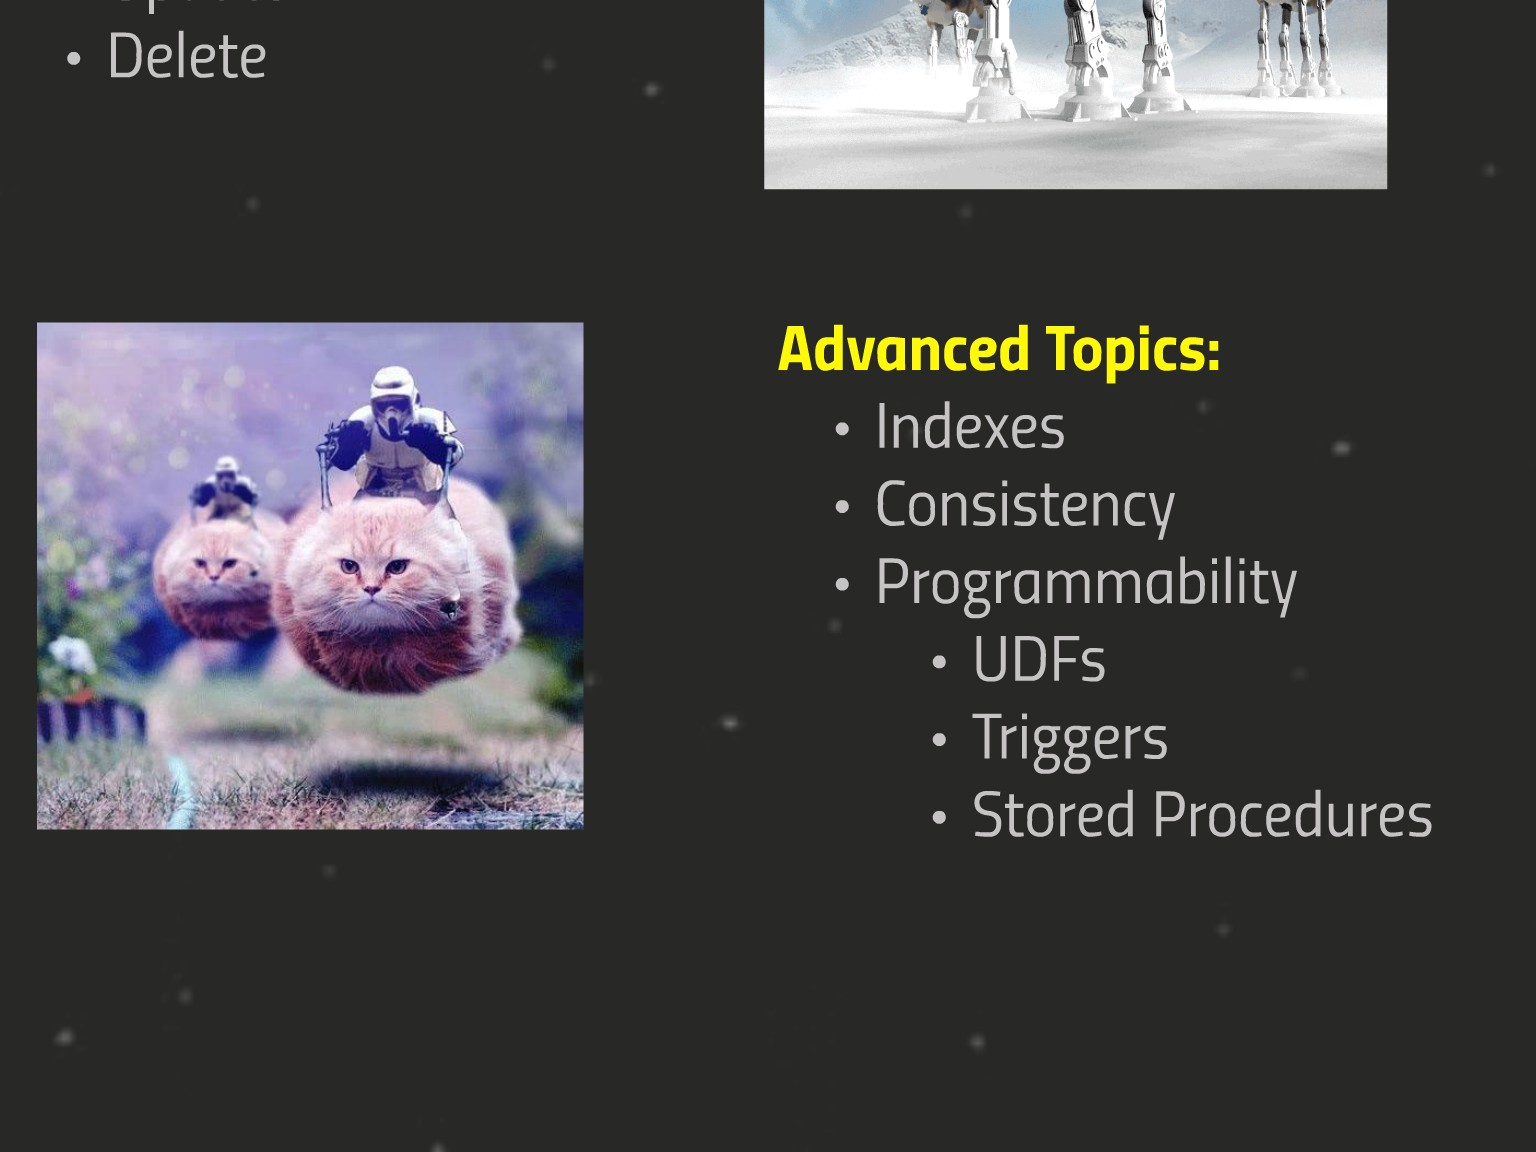 • Delete
Advanced Topics:
• Indexes
• Consistency
• Programmability
• UDFs
• Triggers
• Stored Procedures